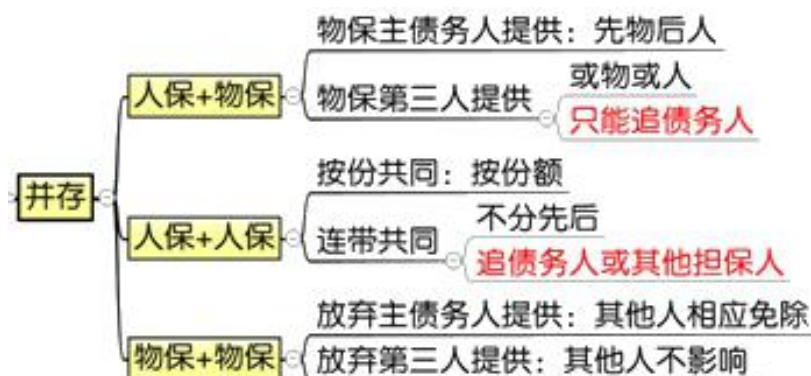 并存
人保+物保
物保主债务人提供：先物后人
物保第三人提供
或物或人
只能追债务人
人保+人保
按份共同：按份额
连带共同
不分先后
追债务人或其他担保人
物保+物保
放弃主债务人提供：其他人相应免除
放弃第三人提供：其他人不影响